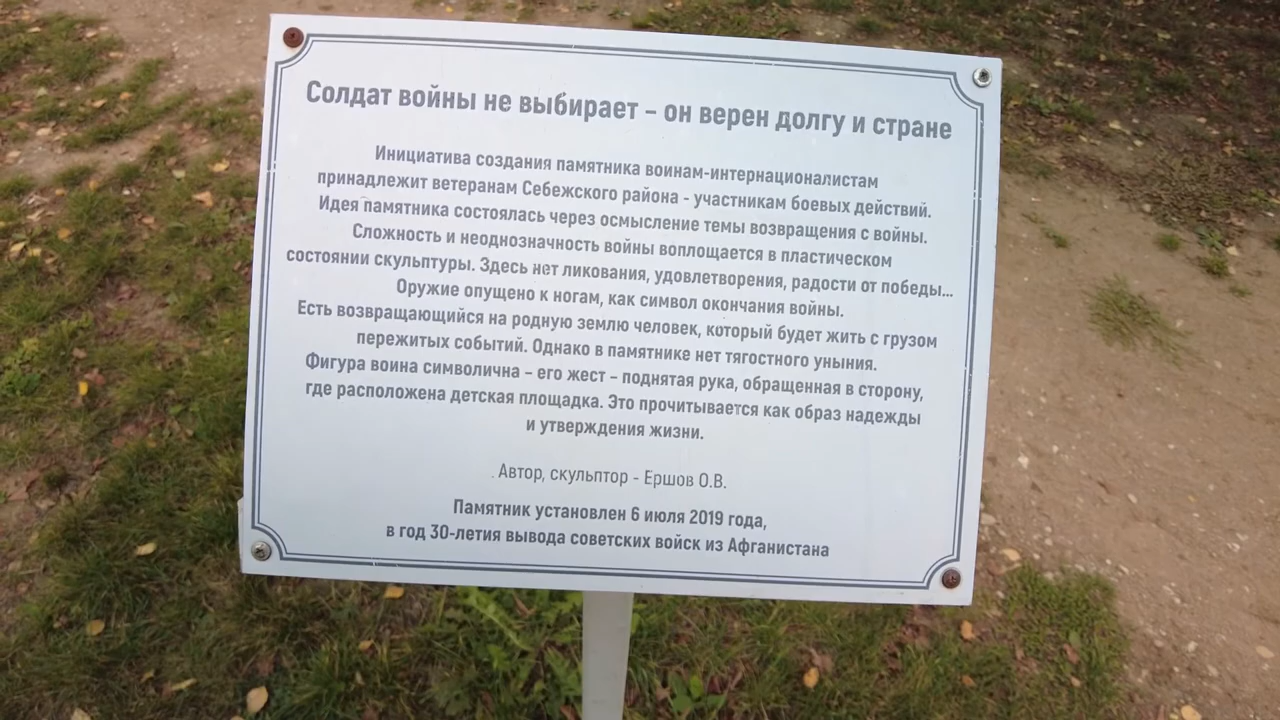 Солдат войны не выбирает – он верен долгу и стране
Инициатива создания памятника воинам-интернационалистам
принадлежит ветеранам Себежского района - участникам боевых действий.
Идея памятника состоялась через осмысление темы возвращения с войны.
Сложность и неоднозначность войны воплощается в пластическом
состоянии скульптуры. Здесь нет ликования, удовлетворения, радости от победы...
Оружие опущено к ногам, как символ окончания войны.
Есть возвращающийся на родную землю человек, который будет жить с грузом
пережитых событий. Однако в памятнике нет тягостного уныния.
Фигура воина символична – его жест – поднятая рука, обращенная в сторону,
где расположена детская площадка. Это прочитывается как образ надежды
и утверждения жизни.
Автор, скульптор - Ершов О.В.
Памятник установлен 6 июля 2019 года,
в год 30-летия вывода советских войск из Афганистана